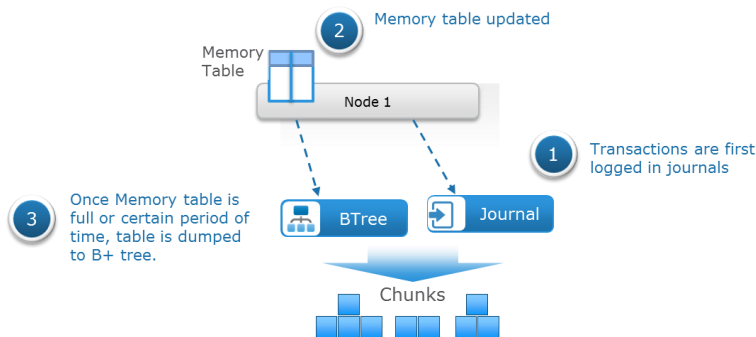 2
Memory table updated
Memory
Table
Node 1
1
Transactions are first
logged in journals
3
Once Memory table is
full or certain period of
time, table is dumped
to B+ tree.
BTree
Journal
Chunks